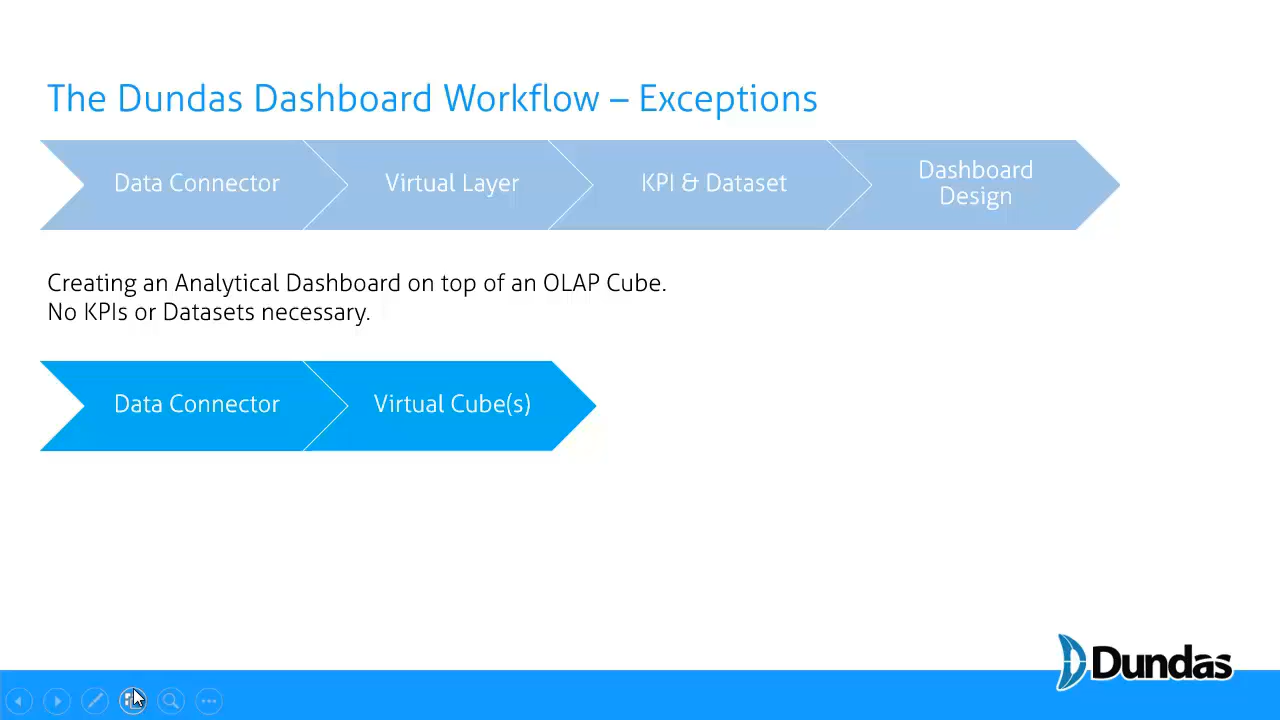 The Dundas Dashboard Workflow – Exceptions
Data Connector
Virtual Layer
KPI & Dataset
Dashboard
Design
Creating an Analytical Dashboard on top of an OLAP Cube.
No KPIs or Datasets necessary.
Data Connector
Virtual Cube(s)
Dundas